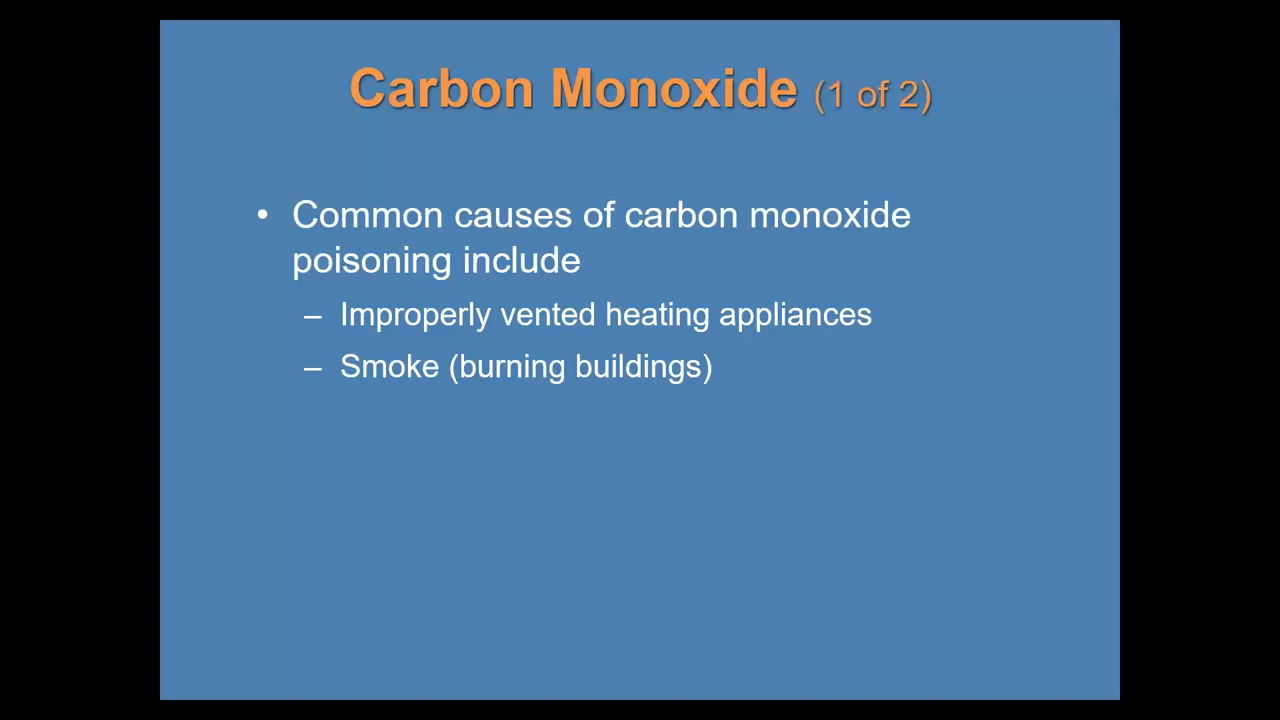 Carbon Monoxide (1 of 2)
• Common causes of carbon monoxide
poisoning include
– Improperly vented heating appliances
– Smoke (burning buildings)